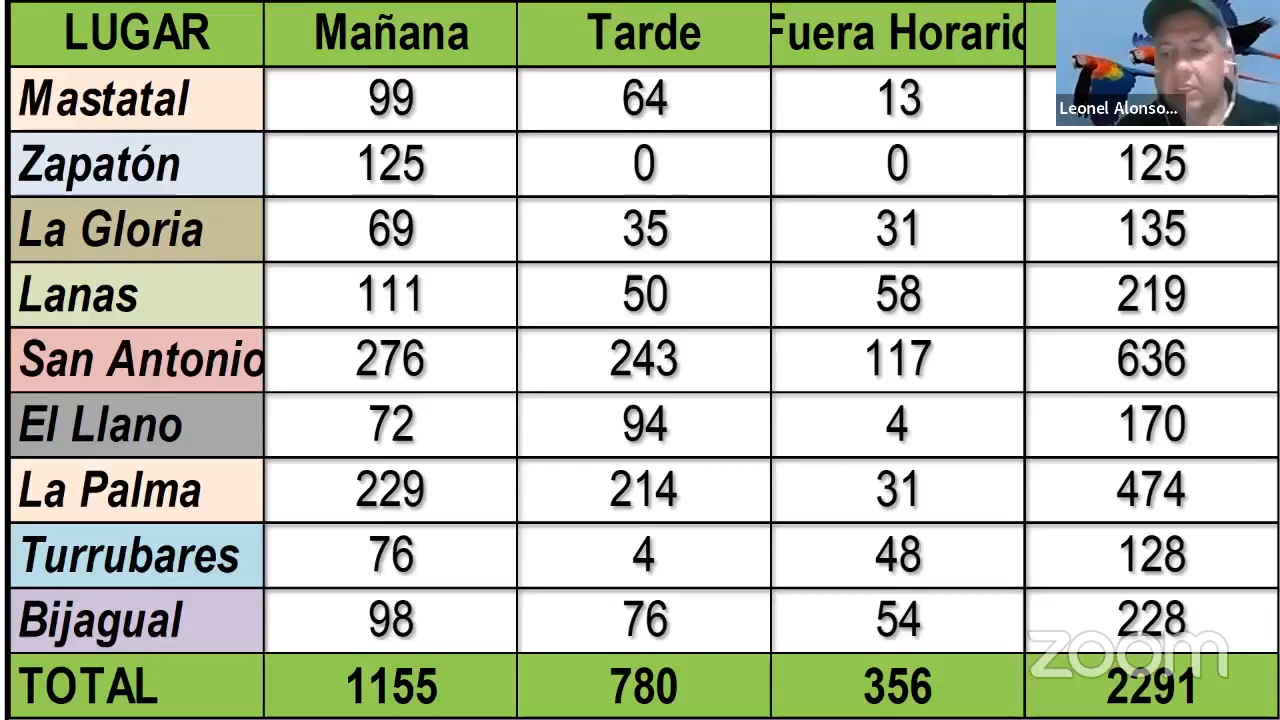 LUGAR Mañana Tarde Fuera Horario
Mastatal 99 64 13
Leonel Alonso...
Zapatón 125 0 0 125
La Gloria 69 35 31 135
Lanas 111 50 58 219
San Antonio 276 243 117 636
El Llano 72 94 4 170
La Palma 229 214 31 474
Turrubares 76 4 48 128
Bijagual 98 76 54 228
zoom
TOTAL 1155 780 356 2291